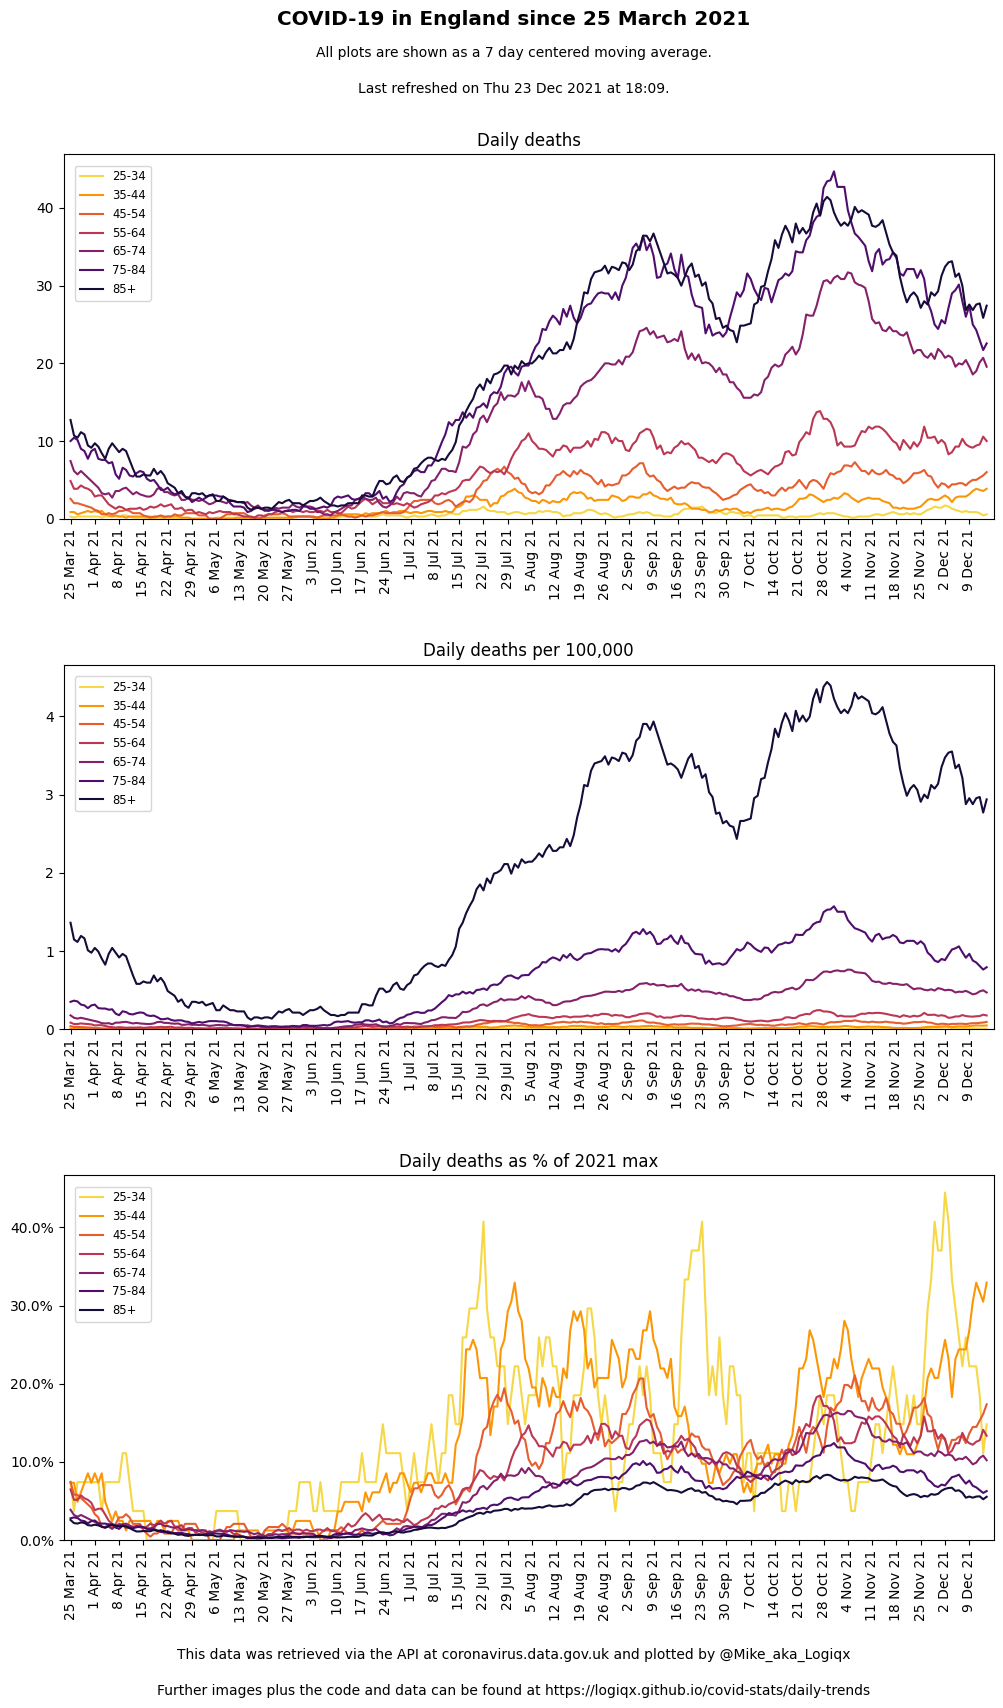 COVID-19 in England since 25 March 2021
All plots are shown as a 7 day centered moving average.
Last refreshed on Thu 23 Dec 2021 at 18:09.
Daily deaths
25-34
35-44
45-54
55-64
65-74
75-84
85+
40
30
20
10
0
25 Mar 21
1 Apr 21
8 Apr 21
15 Apr 21
22 Apr 21
29 Apr 21
6 May 21
13 May 21
20 May 21
27 May 21
3 Jun 21
10 Jun 21
17 Jun 21
24 Jun 21
1 Jul 21
8 Jul 21
15 Jul 21
22 Jul 21
29 Jul 21
5 Aug 21
12 Aug 21
19 Aug 21
26 Aug 21
2 Sep 21
9 Sep 21
16 Sep 21
23 Sep 21
30 Sep 21
7 Oct 21
14 Oct 21
21 Oct 21
28 Oct 21
4 Nov 21
11 Nov 21
18 Nov 21
25 Nov 21
2 Dec 21
9 Dec 21
Daily deaths per 100,000
25-34
35-44
45-54
55-64
65-74
75-84
85+
4
3
2
1
0
25 Mar 21
1 Apr 21
8 Apr 21
15 Apr 21
22 Apr 21
29 Apr 21
6 May 21
13 May 21
20 May 21
27 May 21
3 Jun 21
10 Jun 21
17 Jun 21
24 Jun 21
1 Jul 21
8 Jul 21
15 Jul 21
22 Jul 21
29 Jul 21
5 Aug 21
12 Aug 21
19 Aug 21
26 Aug 21
2 Sep 21
9 Sep 21
16 Sep 21
23 Sep 21
30 Sep 21
7 Oct 21
14 Oct 21
21 Oct 21
28 Oct 21
4 Nov 21
11 Nov 21
18 Nov 21
25 Nov 21
2 Dec 21
9 Dec 21
Daily deaths as % of 2021 max
25-34
35-44
45-54
55-64
65-74
75-84
85+
40.0%
30.0%
20.0%
10.0%
0.0%
25 Mar 21
1 Apr 21
8 Apr 21
15 Apr 21
22 Apr 21
29 Apr 21
6 May 21
13 May 21
20 May 21
27 May 21
3 Jun 21
10 Jun 21
17 Jun 21
24 Jun 21
1 Jul 21
8 Jul 21
15 Jul 21
22 Jul 21
29 Jul 21
5 Aug 21
12 Aug 21
19 Aug 21
26 Aug 21
2 Sep 21
9 Sep 21
16 Sep 21
23 Sep 21
30 Sep 21
7 Oct 21
14 Oct 21
21 Oct 21
28 Oct 21
4 Nov 21
11 Nov 21
18 Nov 21
25 Nov 21
2 Dec 21
9 Dec 21
This data was retrieved via the API at coronavirus.data.gov.uk and plotted by @Mike_aka_Logiqx
Further images plus the code and data can be found at https://logiqx.github.io/covid-stats/daily-trends